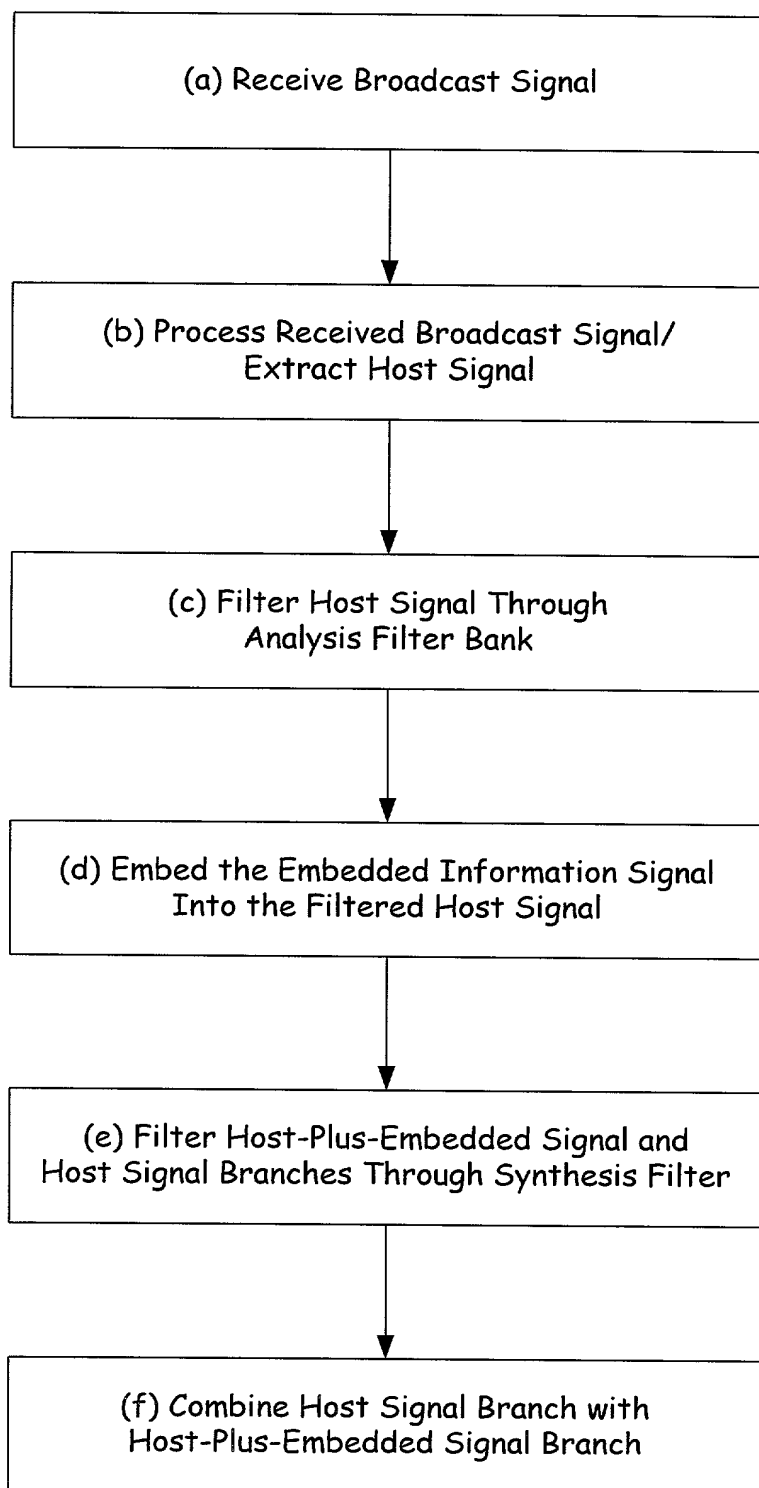 (a) Receive Broadcast Signal
(b) Process Received Broadcast Signal/
Extract Host Signal
(c) Filter Host Signal Through
Analysis Filter Bank
(d) Embed the Embedded Information Signal
Into the Filtered Host Signal
(e) Filter Host-Plus-Embedded Signal and
Host Signal Branches Through Synthesis Filter
(f) Combine Host Signal Branch with
Host-Plus-Embedded Signal Branch